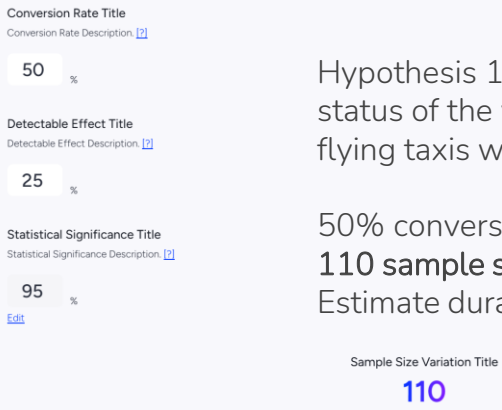 Conversion Rate Title
Conversion Rate Description. [?]
50 %
Detectable Effect Title
Detectable Effect Description. [?]
25 %
Statistical Significance Title
Statistical Significance Description. [?]
95 %
Edit
Hypothesis 1
status of the
flying taxis w
50% convers
110 sample s
Estimate dura
Sample Size Variation Title
110